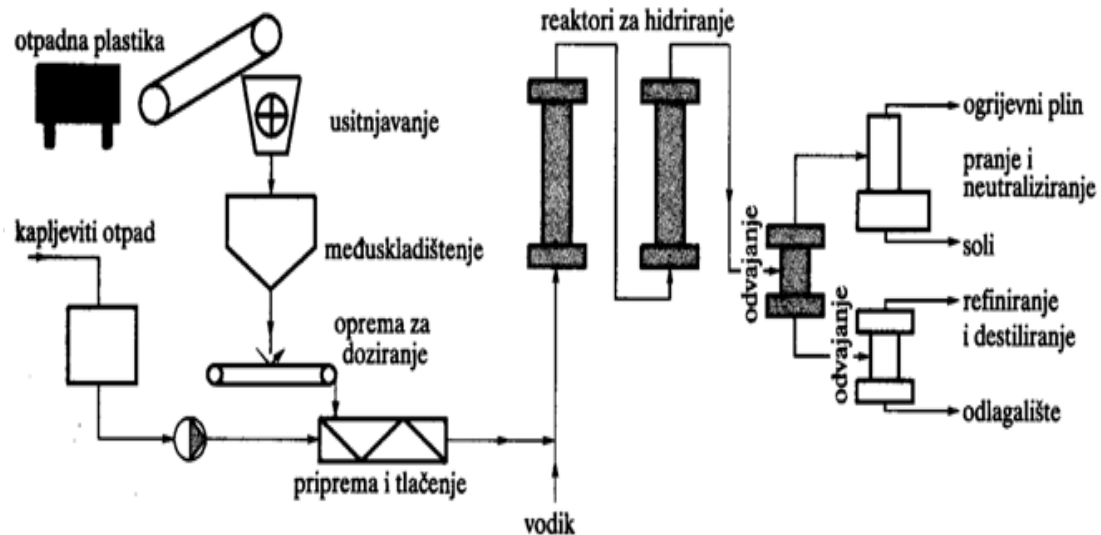 otpadna plastika
usitnjavanje
kapljeviti otpad
međuskladištenje
oprema za
doziranje
priprema i tlačenje
vodik
reaktori za hidriranje
odvajanje
odvajanje
ogrijevni plin
pranje i
neutraliziranje
soli
refiniranje
i destiliranje
odlagalište